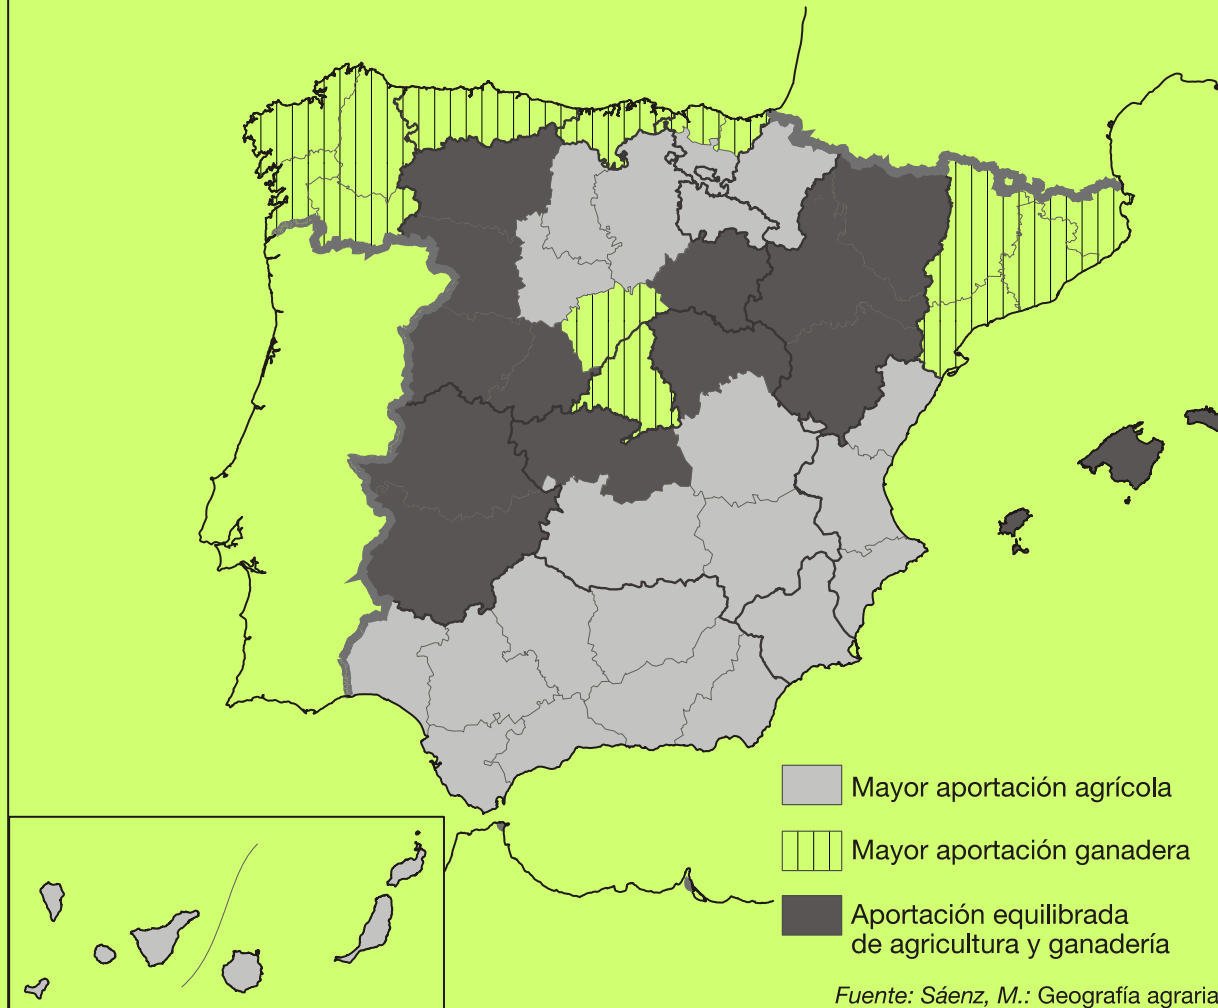 Mayor aportación agrícola
Mayor aportación ganadera
Aportación equilibrada
de agricultura y ganadería
Fuente: Sáenz, M.: Geografía agraria